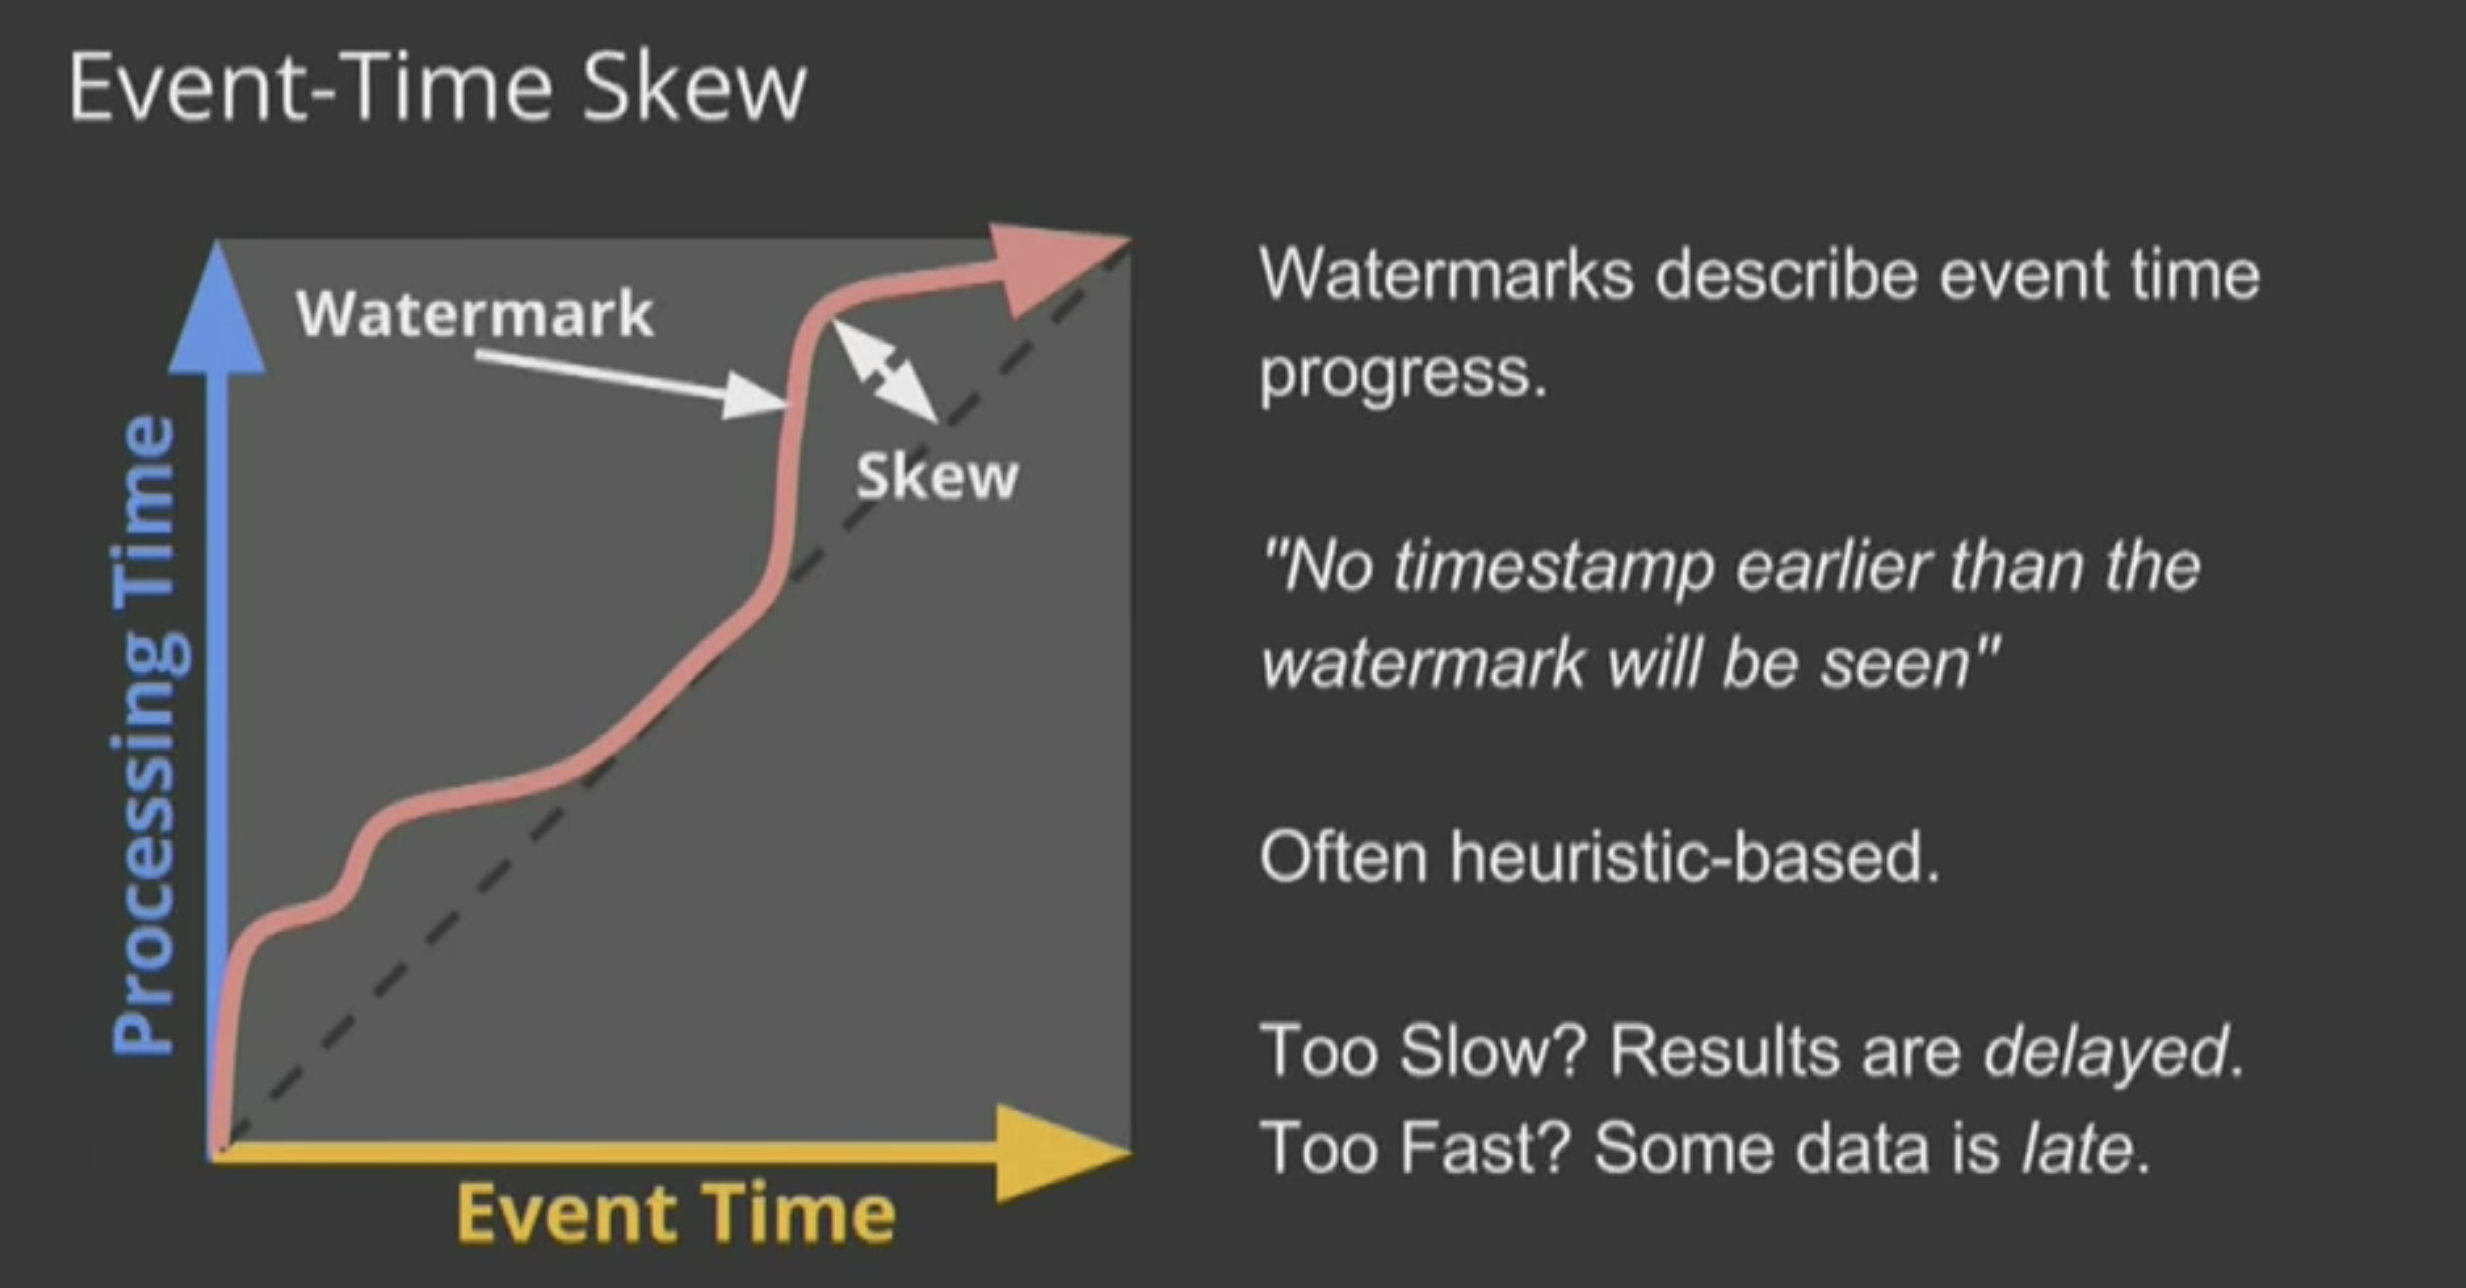 Event-Time Skew
Watermark
Skew
Processing Time
Event Time
Watermarks describe event time
progress.
"No timestamp earlier than the
watermark will be seen"
Often heuristic-based.
Too Slow? Results are delayed.
Too Fast? Some data is late.